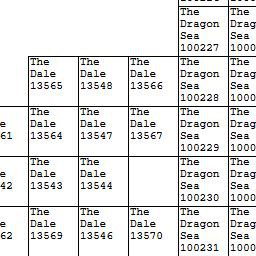 The
Dragon
Sea
100227
The
Drag
Sea
1000
The
Dale
13565
The
Dale
13548
The
Dale
13566
The
Dragon
Sea
100228
The
Drag
Sea
1000
e
61
The
Dale
13564
The
Dale
13547
The
Dale
13567
The
Dragon
Sea
100229
The
Drag
Sea
1000
e
42
The
Dale
13543
The
Dale
13544
The
Dragon
Sea
100230
The
Drag
Sea
1000
e
62
The
Dale
13569
The
Dale
13546
The
Dale
13570
The
Dragon
Sea
100231
The
Drag
Sea
1000